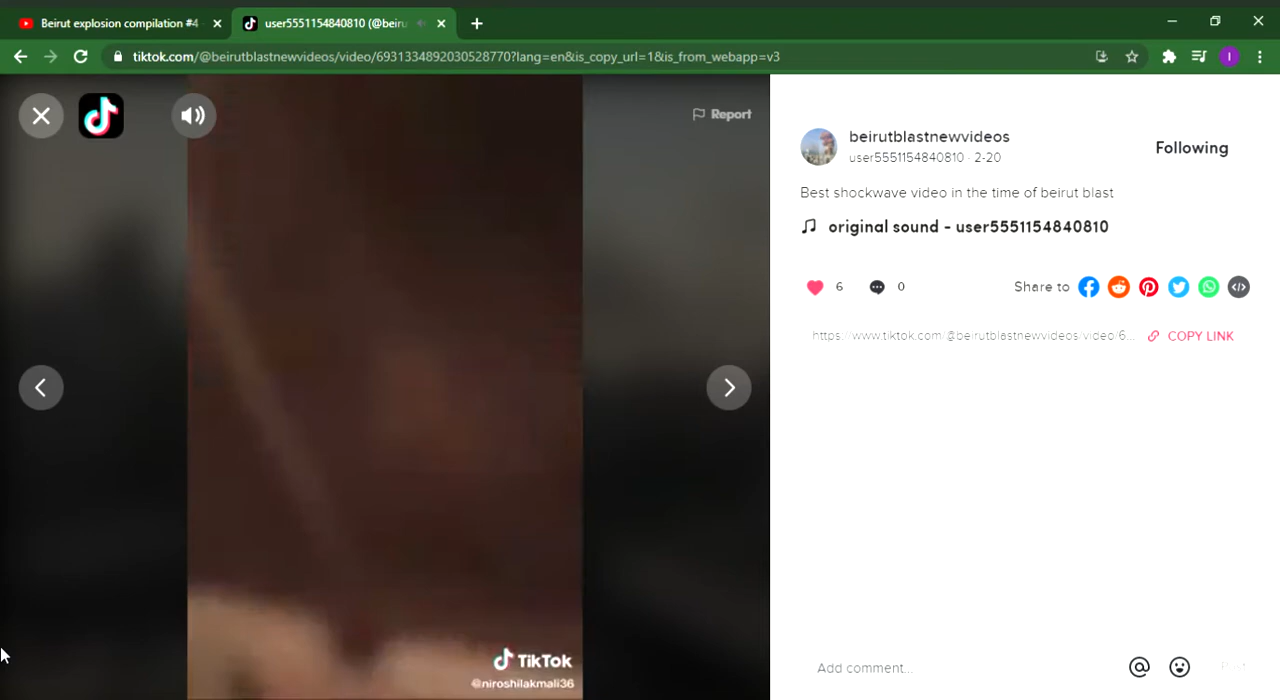 Beirut explosion compilation #4
user5551154840810 (@beiru
tiktok.com/@beirutblastnewvideos/video/6931334892030528770?lang=en&is_copy_url=1&is_from_webapp=v3
I
Report
beirutblastnewvideos
user5551154840810 · 2-20
Following
Best shockwave video in the time of beirut blast
original sound - user5551154840810
6
0
Share to
https://www.tiktok.com/@beirutblastnewvideos/video/6...
COPY LINK
TikTok
@niroshilakmali36
Add comment...
Post